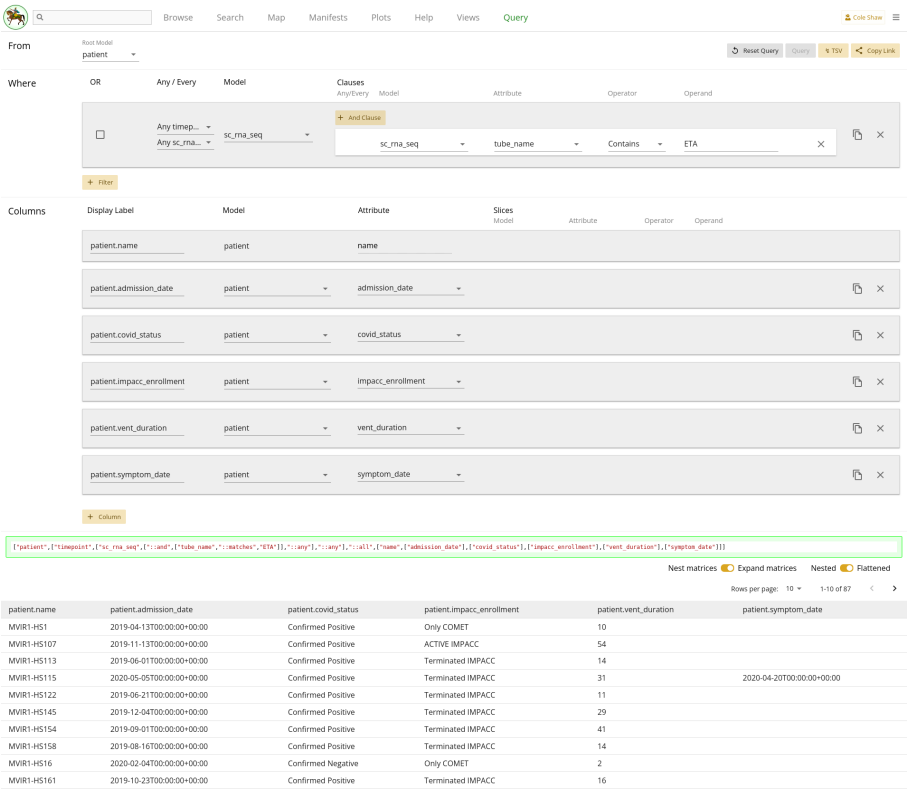 Browse Search Map Manifests Plots Help Views Query Cole Shaw
From
Root Model
patient
Reset Query Query TSV Copy Link
Where OR Any / Every Model Clauses
Any/Every Model Attribute Operator Operand
+ And Clause
Any timep...
Any sc_rna... sc_rna_seq
sc_rna_seq tube_name Contains ETA
+ Filter
Columns Display Label Model Attribute Slices
Model Attribute Operator Operand
patient.name patient name
patient.admission_date patient admission_date
patient.covid_status patient covid_status
patient.impacc_enrollment patient impacc_enrollment
patient.vent_duration patient vent_duration
patient.symptom_date patient symptom_date
+ Column
["patient",["timepoint",["sc_rna_seq",["::and",["tube_name","::matches","ETA"]],"::any"],"::any"],"::all",["name",["admission_date"],["covid_status"],["impacc_enrollment"],["vent_duration"],["symptom_date"]]]
Nest matrices Expand matrices Nested Flattened
Rows per page: 10 1-10 of 87
patient.name patient.admission_date patient.covid_status patient.impacc_enrollment patient.vent_duration patient.symptom_date
MVIR1-HS1 2019-04-13T00:00:00+00:00 Confirmed Positive Only COMET 10
MVIR1-HS107 2019-11-13T00:00:00+00:00 Confirmed Positive ACTIVE IMPACC 54
MVIR1-HS113 2019-06-01T00:00:00+00:00 Confirmed Positive Terminated IMPACC 14
MVIR1-HS115 2020-05-05T00:00:00+00:00 Confirmed Positive Terminated IMPACC 31 2020-04-20T00:00:00+00:00
MVIR1-HS122 2019-06-21T00:00:00+00:00 Confirmed Positive Terminated IMPACC 11
MVIR1-HS145 2019-12-04T00:00:00+00:00 Confirmed Positive Terminated IMPACC 29
MVIR1-HS154 2019-09-01T00:00:00+00:00 Confirmed Positive Terminated IMPACC 41
MVIR1-HS158 2019-08-16T00:00:00+00:00 Confirmed Positive Terminated IMPACC 14
MVIR1-HS16 2020-02-04T00:00:00+00:00 Confirmed Negative Only COMET 2
MVIR1-HS161 2019-10-23T00:00:00+00:00 Confirmed Positive Terminated IMPACC 16